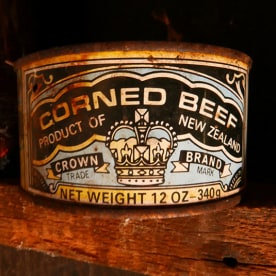 CORNED BEEF
PRODUCT OF NEW ZEALAND
CROWN BRAND
TRADE MARK
NET WEIGHT 12 OZ-340g